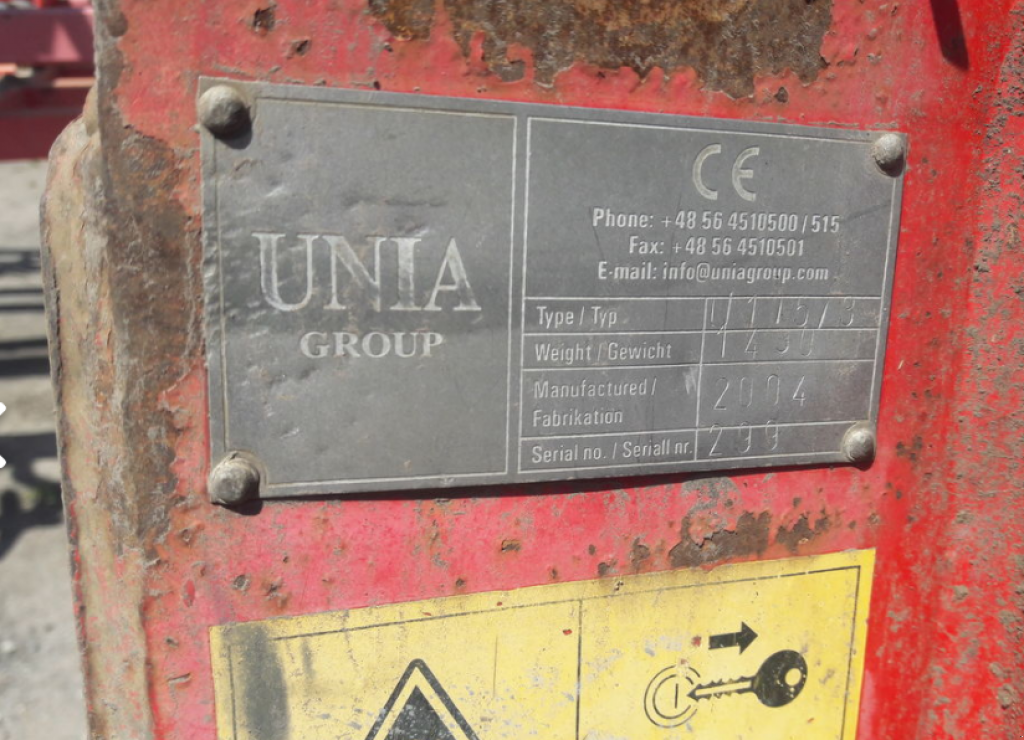 UNIA
GROUP
CE
Phone: +48 56 4510500 / 515
Fax: +48 56 4510501
E-mail: info@uniagroup.com
Type / Typ
Weight / Gewicht
Manufactured / 2004
Fabrikation
Serial no. / Seriall nr. 299